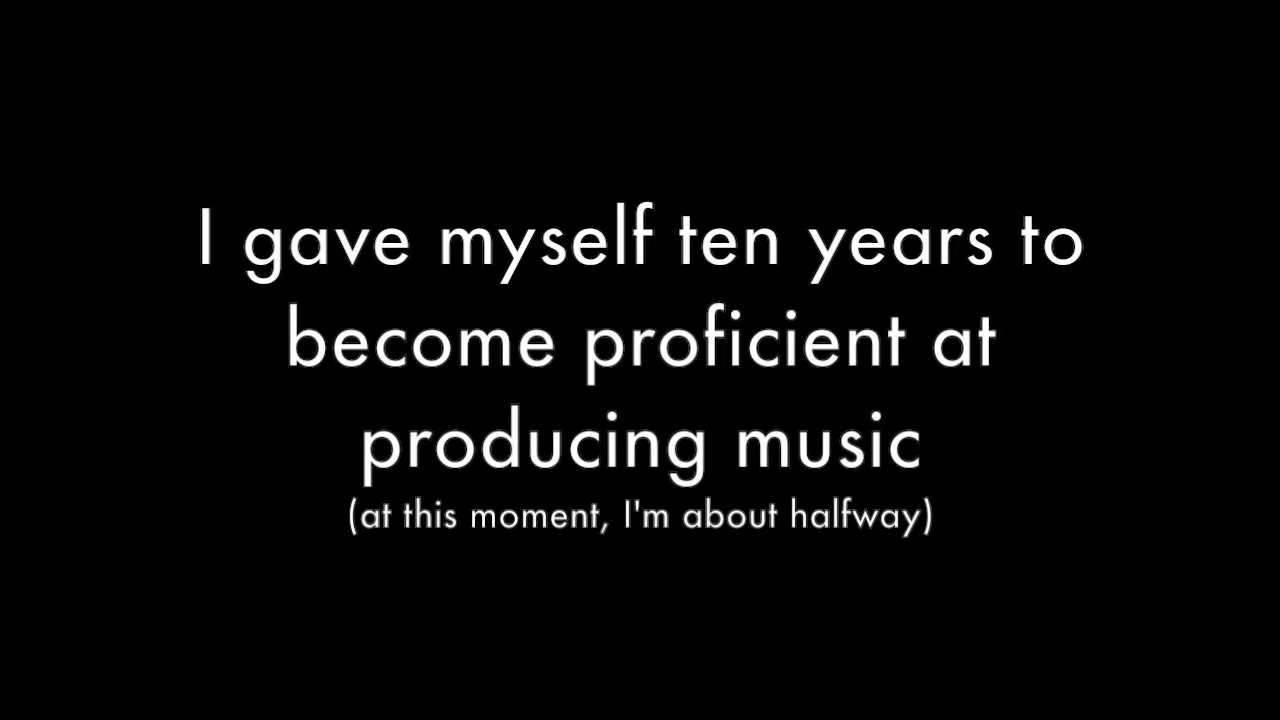 I gave myself ten years to
become proficient at
producing music
(at this moment, I'm about halfway)